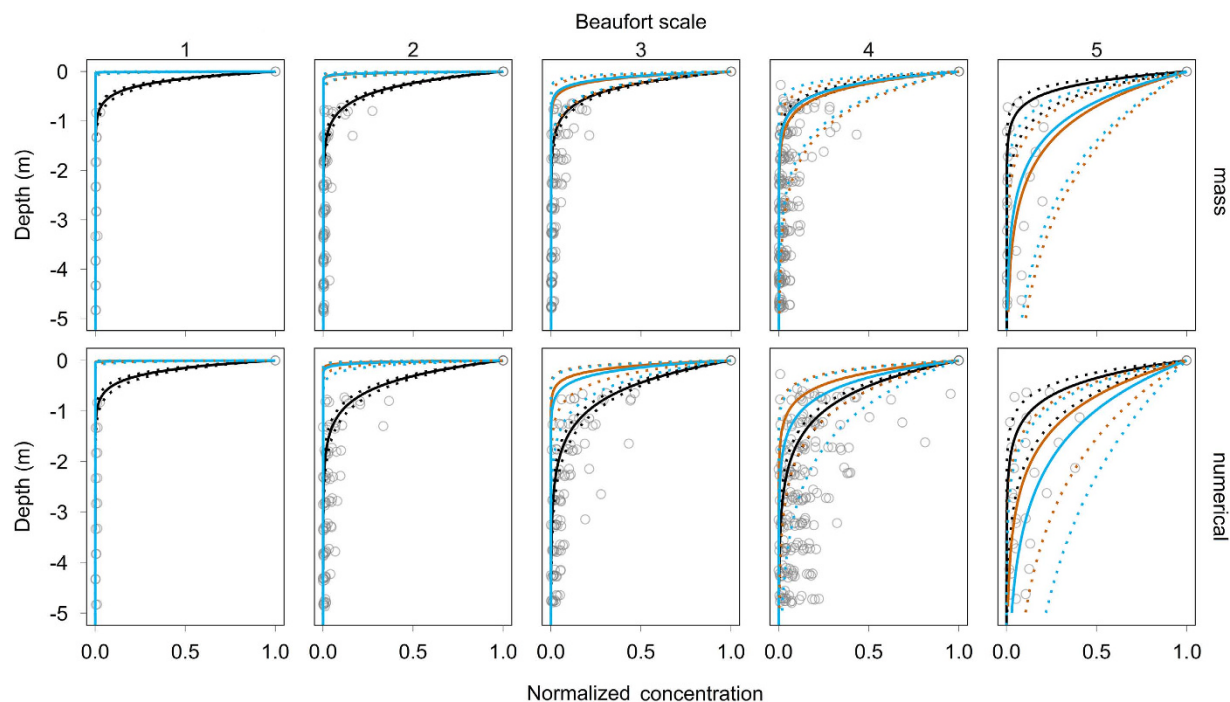 Beaufort scale
1 2 3 4 5
0
-1
-2
-3
-4
-5
Depth (m)
mass
0
-1
-2
-3
-4
-5
Depth (m)
numerical
0.0 0.5 1.0 0.0 0.5 1.0 0.0 0.5 1.0 0.0 0.5 1.0 0.0 0.5 1.0
Normalized concentration